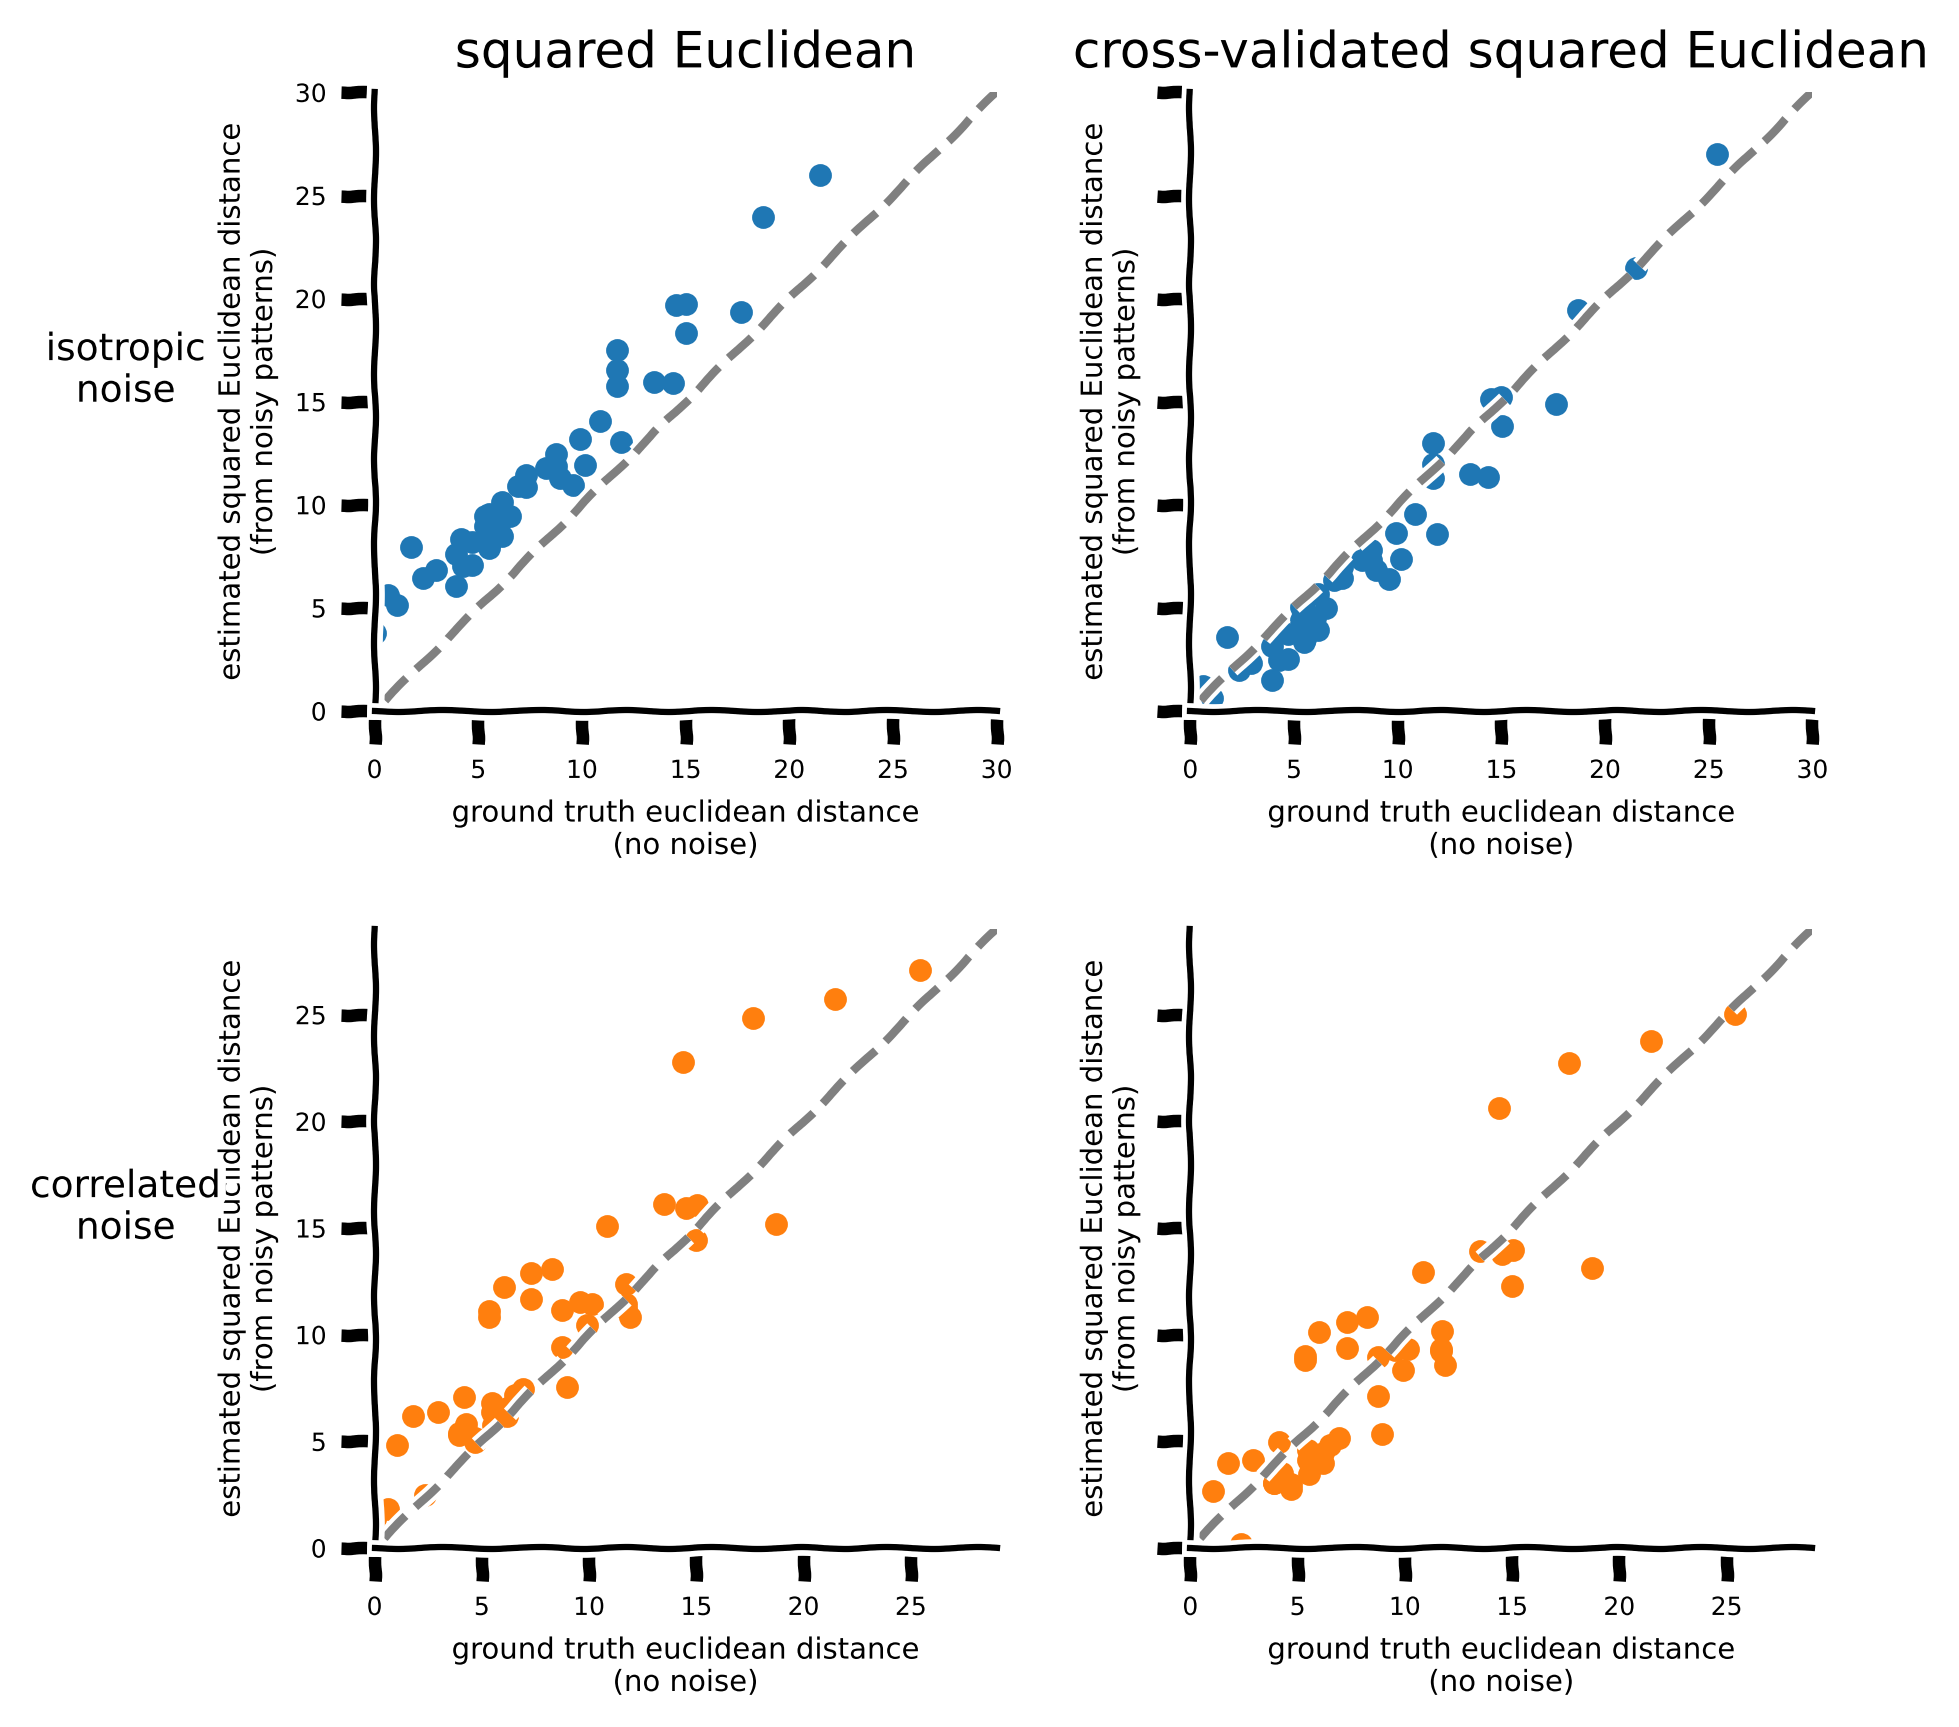 squared Euclidean
cross-validated squared Euclidean
isotropic
noise
estimated squared Euclidean distance
(from noisy patterns)
30
25
20
15
10
5
0
0 5 10 15 20 25 30
ground truth euclidean distance
(no noise)
estimated squared Euclidean distance
(from noisy patterns)
0 5 10 15 20 25 30
ground truth euclidean distance
(no noise)
correlated
noise
estimated squared Euclidean distance
(from noisy patterns)
25
20
15
10
5
0
0 5 10 15 20 25
ground truth euclidean distance
(no noise)
estimated squared Euclidean distance
(from noisy patterns)
0 5 10 15 20 25
ground truth euclidean distance
(no noise)